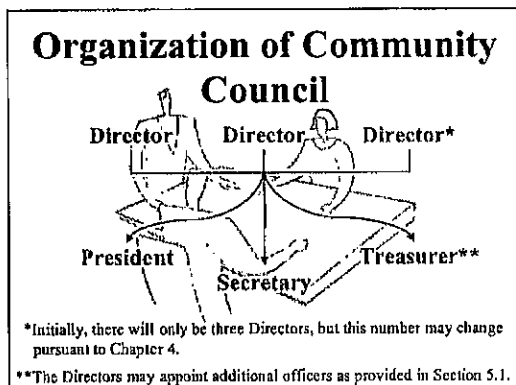 Organization of Community
Council
Director Director Director*
President Secretary Treasurer**
*Initially, there will only be three Directors, but this number may change
pursuant to Chapter 4.
**The Directors may appoint additional officers as provided in Section 5.1.